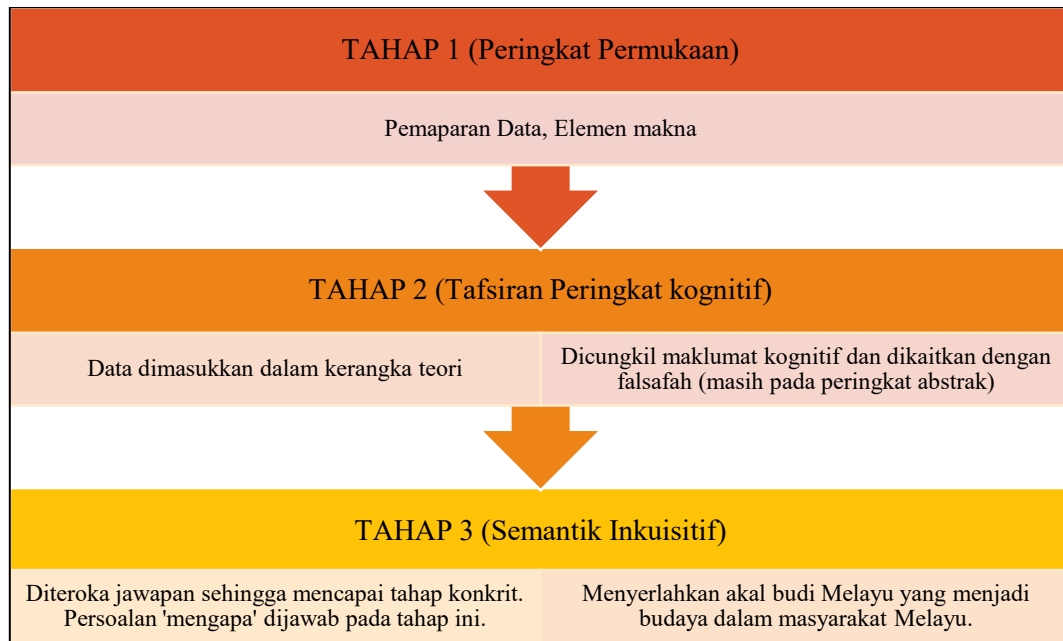 TAHAP 1 (Peringkat Permukaan)
Pemaparan Data, Elemen makna
TAHAP 2 (Tafsiran Peringkat kognitif)
Data dimasukkan dalam kerangka teori
Dicungkil maklumat kognitif dan dikaitkan dengan
falsafah (masih pada peringkat abstrak)
TAHAP 3 (Semantik Inkuisitif)
Diteroka jawapan sehingga mencapai tahap konkrit.
Persoalan 'mengapa' dijawab pada tahap ini.
Menyerlahkan akal budi Melayu yang menjadi
budaya dalam masyarakat Melayu.